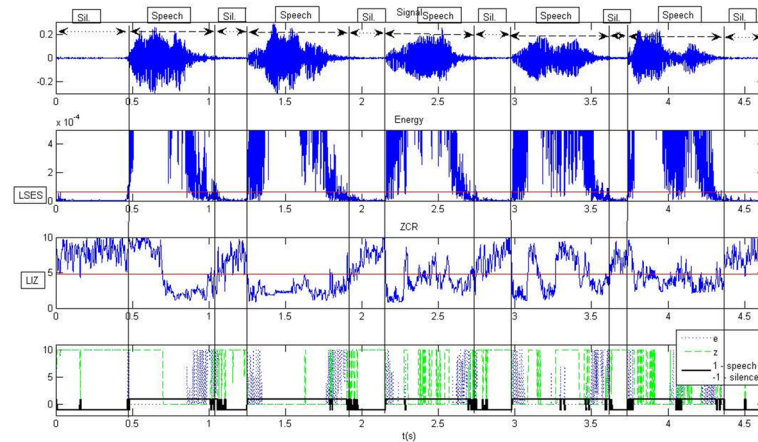 Sil. Speech Sil. Speech Sil. Speech Sil. Speech Sil. Speech Sil.
Signal
0.2
0
-0.2
0 0.5 1 1.5 2 2.5 3 3.5 4 4.5
x 10^-4 Energy
4
2
0
LSES
0 0.5 1 1.5 2 2.5 3 3.5 4 4.5
ZCR
10
5
0
LIZ
0 0.5 1 1.5 2 2.5 3 3.5 4 4.5
10
5
0
e
z
1 - speech
-1 - silence
0 0.5 1 1.5 2 2.5 3 3.5 4 4.5
t(s)